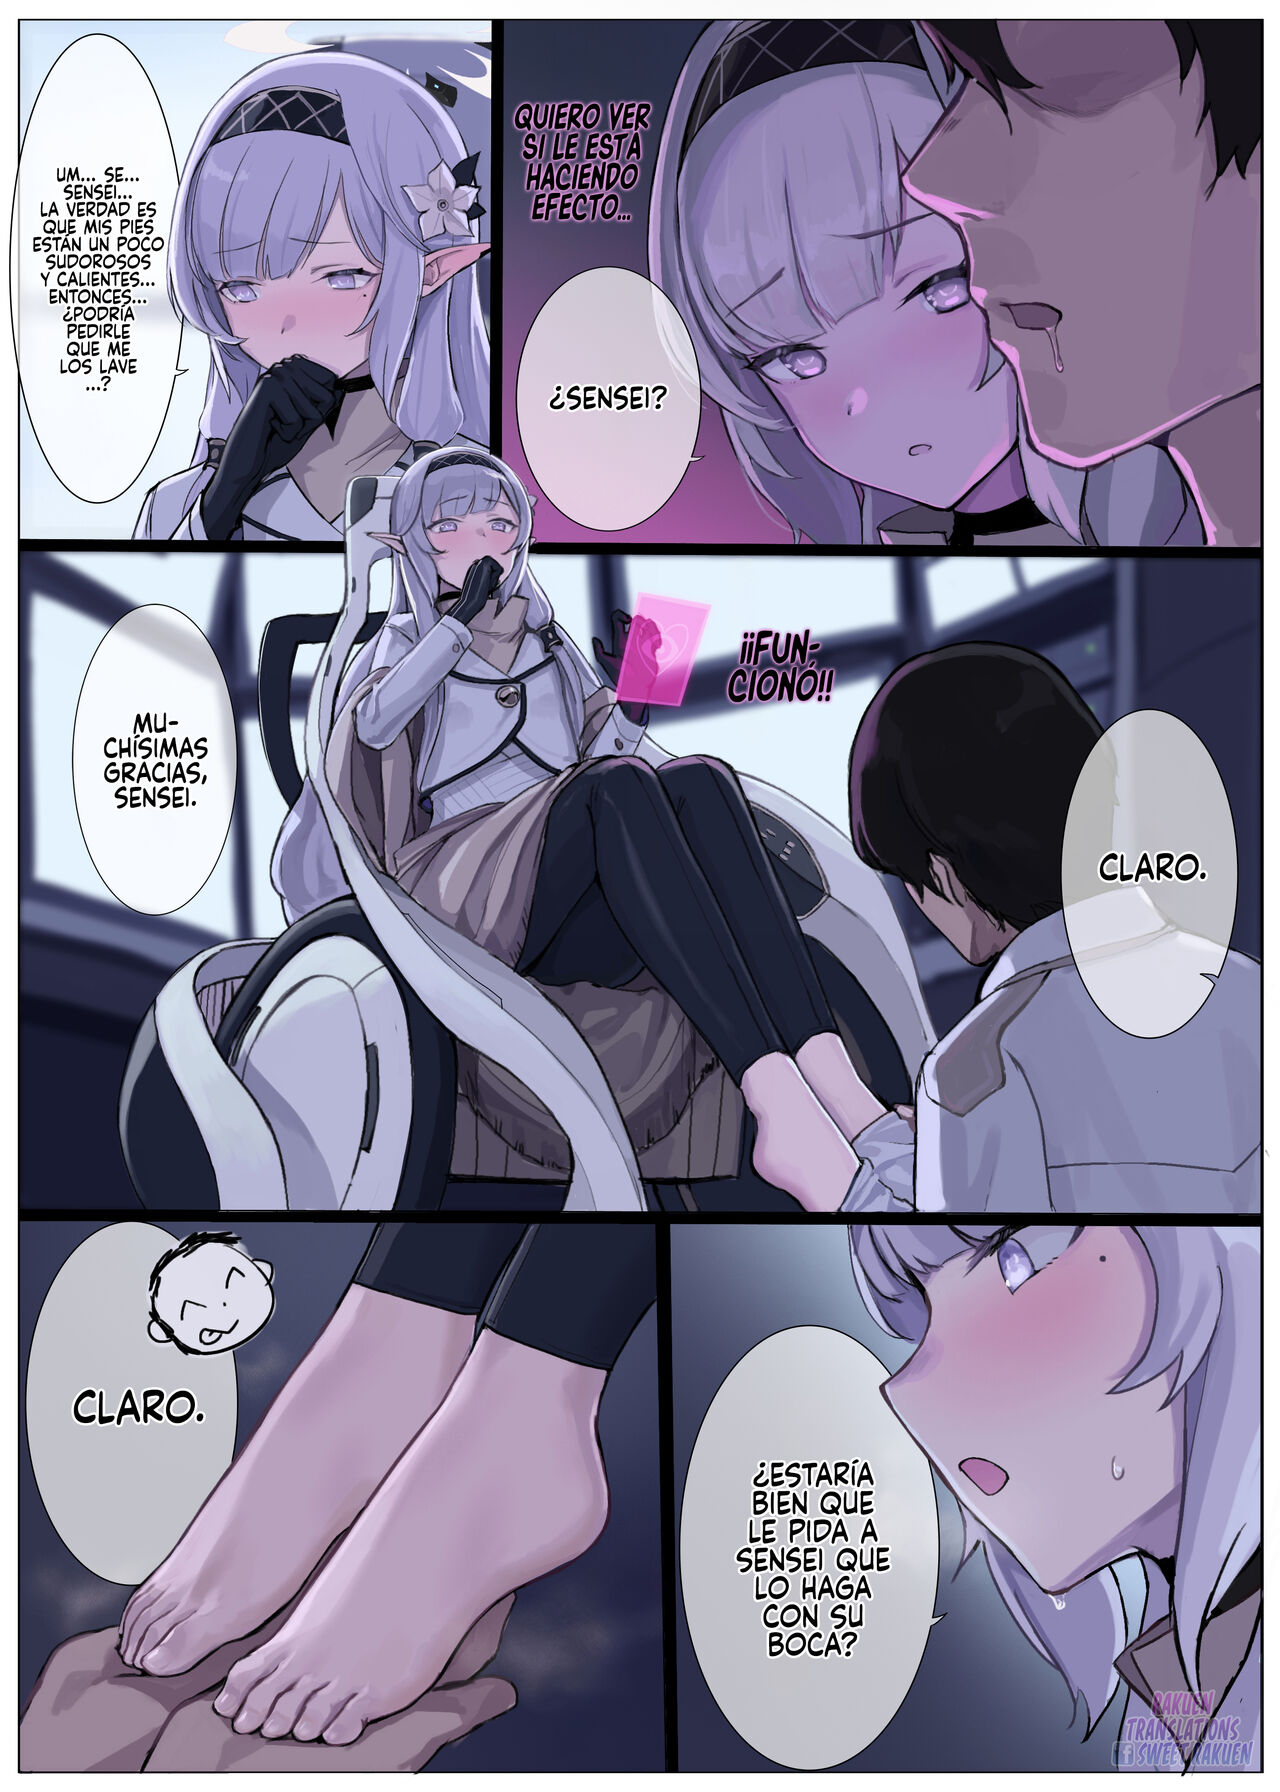 QUIERO VER
SI LE ESTÁ
HACIENDO
EFECTO...
¿SENSEI?
UM... SE...
SENSEI...
LA VERDAD ES
QUE MIS PIES
ESTÁN UN POCO
SUDOROSOS
Y CALIENTES...
ENTONCES...
¿PODRÍA
PEDIRLE
QUE ME
LOS LAVE
...?
¡¡FUN-
CIONÓ!!
CLARO.
MU-
CHÍSIMAS
GRACIAS,
SENSEI.
¿ESTARÍA
BIEN QUE
LE PIDA A
SENSEI QUE
LO HAGA
CON SU
BOCA?
CLARO.
RAKUEN
TRANSLATIONS
f SWEET RAKUEN